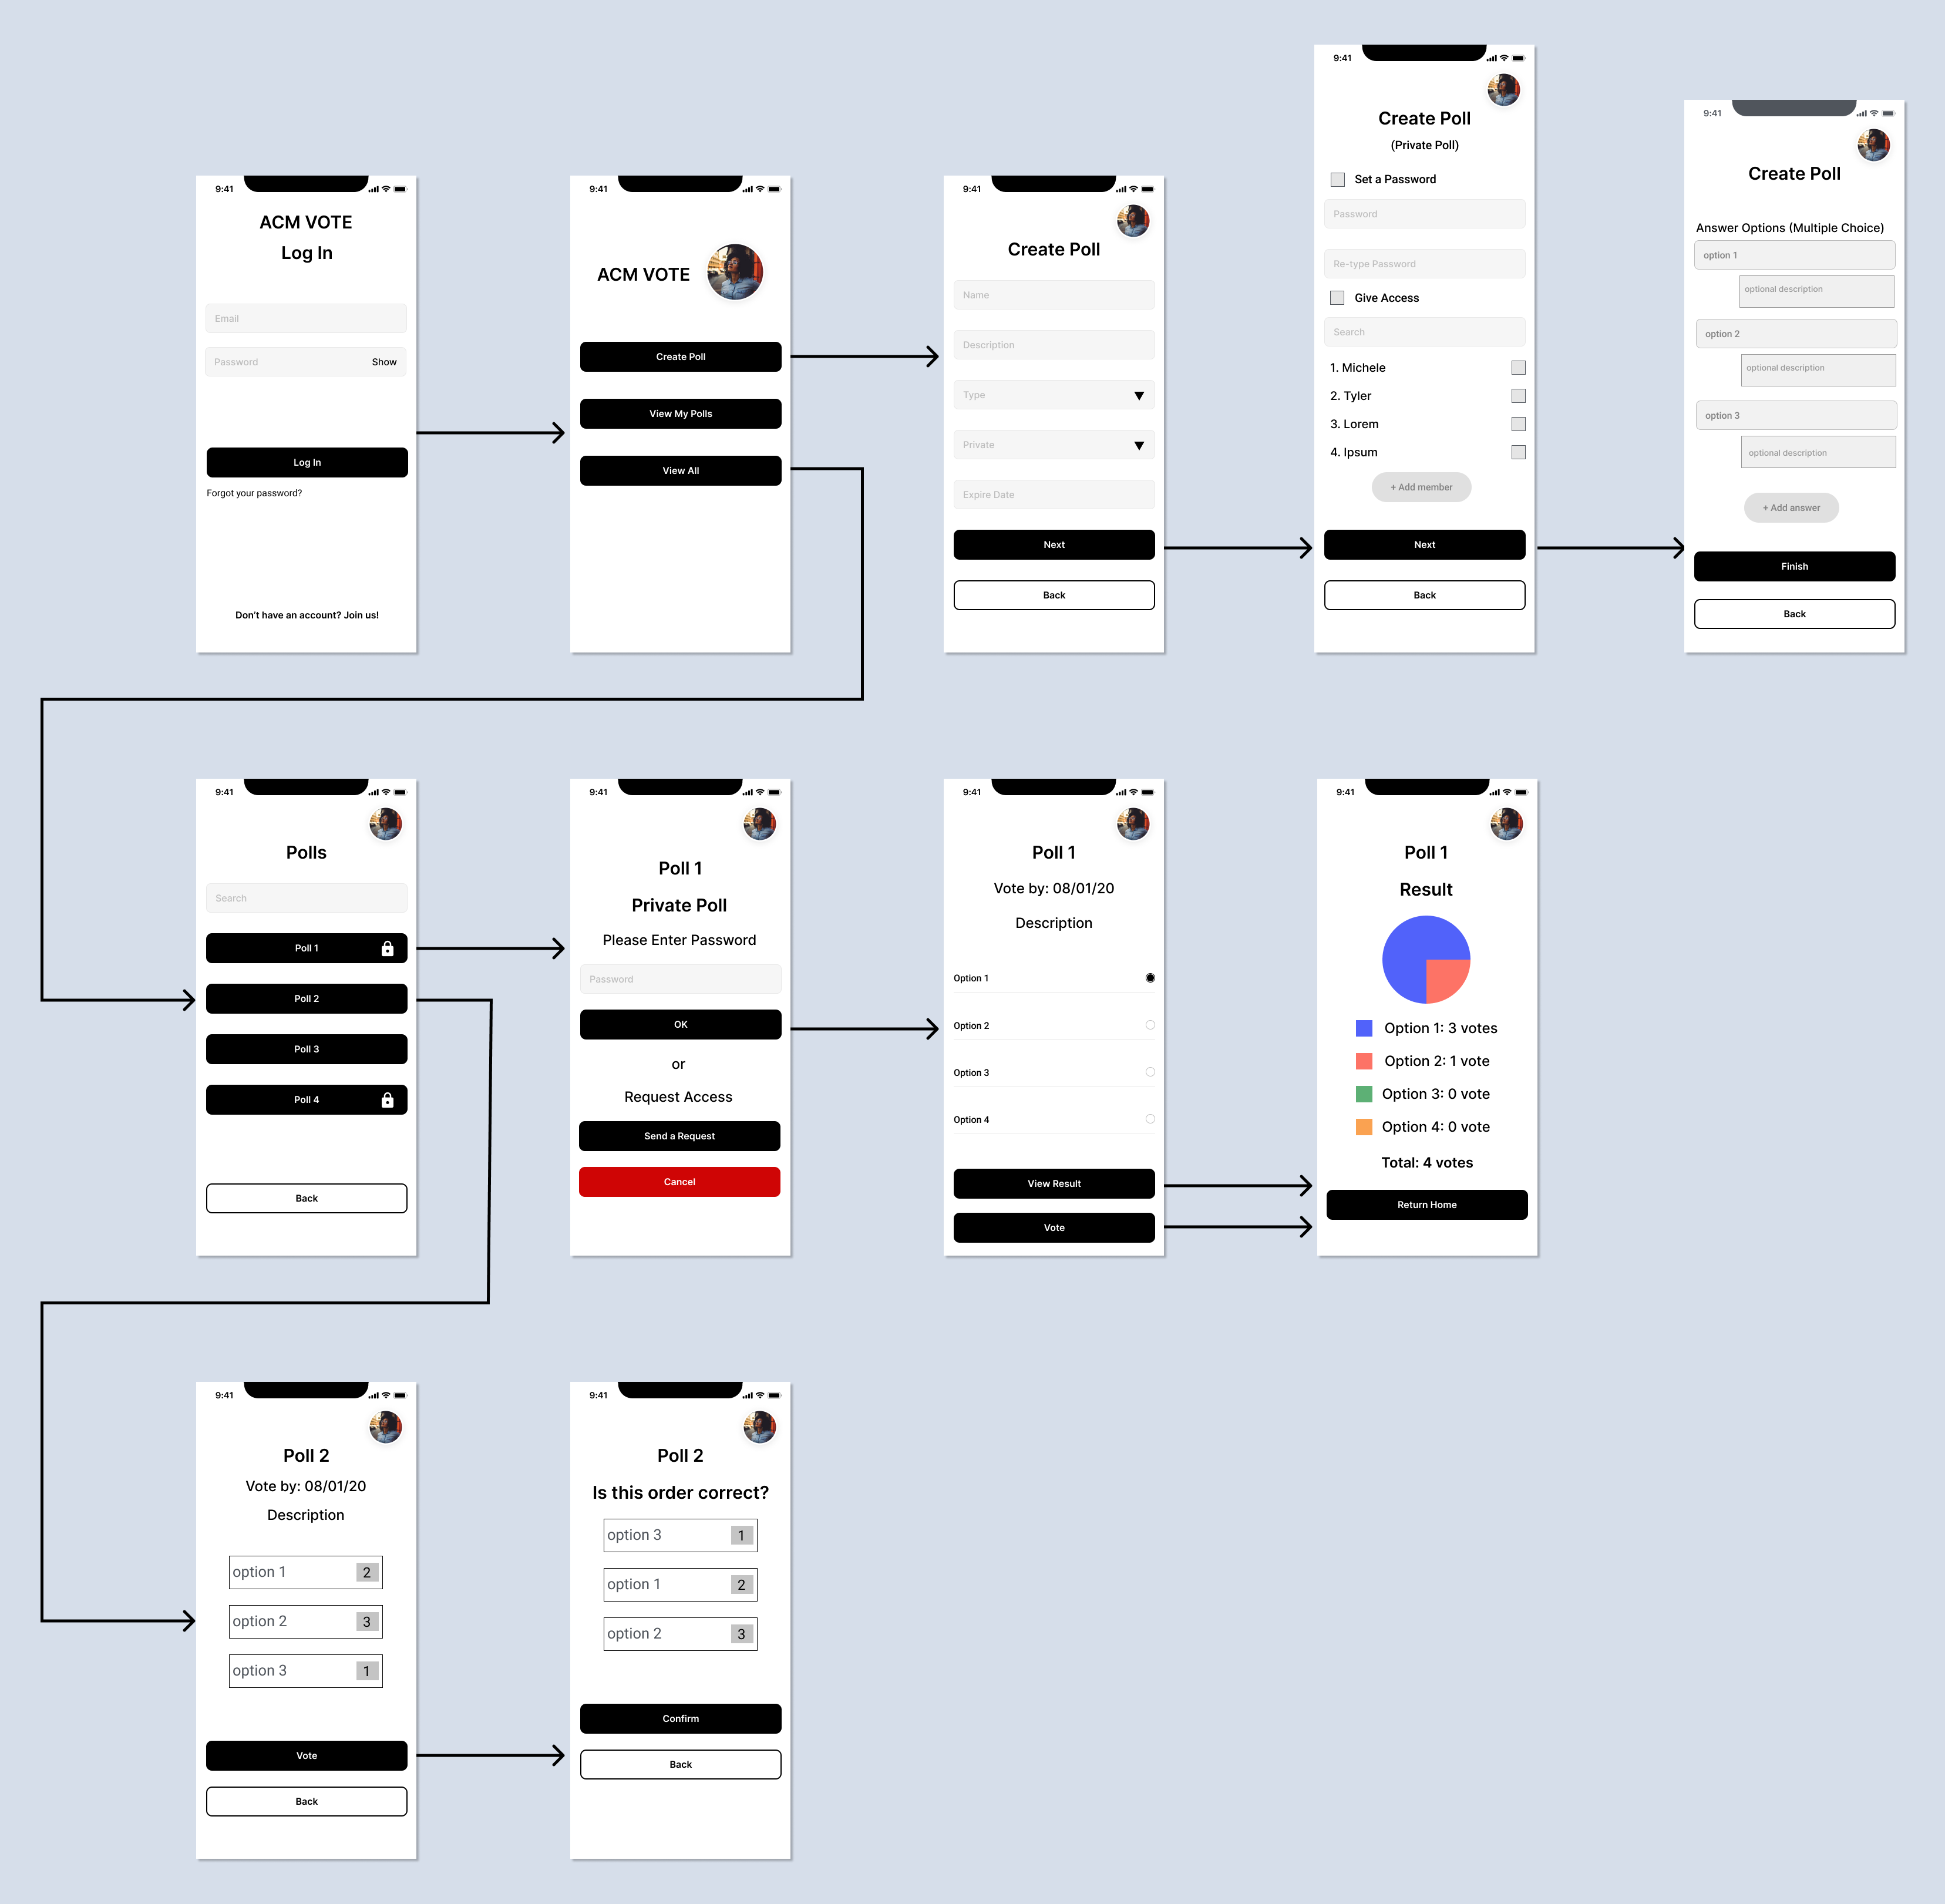 9:41
ACM VOTE
Log In
Email
Password Show
Log In
Forgot your password?
Don't have an account? Join us!
9:41
ACM VOTE
Create Poll
View My Polls
View All
9:41
Create Poll
Name
Description
Type
Private
Expire Date
Next
Back
9:41
Create Poll
(Private Poll)
Set a Password
Password
Re-type Password
Give Access
Search
1. Michele
2. Tyler
3. Lorem
4. Ipsum
+ Add member
Next
Back
9:41
Create Poll
Answer Options (Multiple Choice)
option 1
optional description
option 2
optional description
option 3
optional description
+ Add answer
Finish
Back
9:41
Polls
Search
Poll 1
Poll 2
Poll 3
Poll 4
Back
9:41
Poll 1
Private Poll
Please Enter Password
Password
OK
or
Request Access
Send a Request
Cancel
9:41
Poll 1
Vote by: 08/01/20
Description
Option 1
Option 2
Option 3
Option 4
View Result
Vote
9:41
Poll 1
Result
Option 1: 3 votes
Option 2: 1 vote
Option 3: 0 vote
Option 4: 0 vote
Total: 4 votes
Return Home
9:41
Poll 2
Vote by: 08/01/20
Description
option 1 2
option 2 3
option 3 1
Vote
Back
9:41
Poll 2
Is this order correct?
option 3 1
option 1 2
option 2 3
Confirm
Back